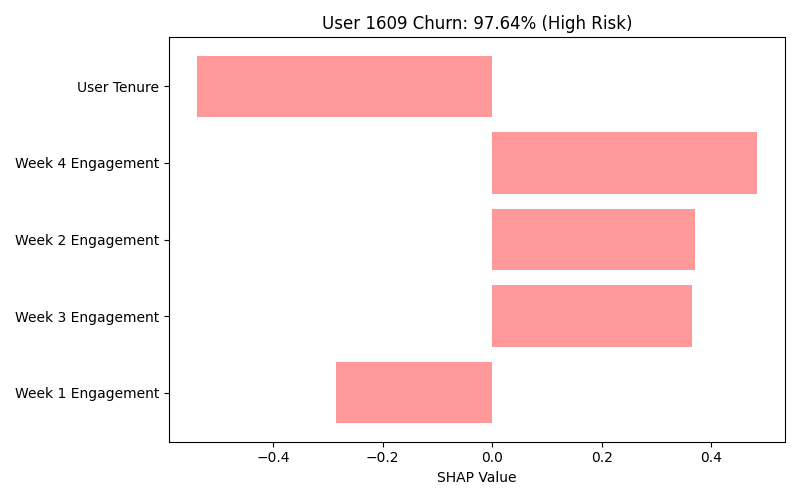 User 1609 Churn: 97.64% (High Risk)
User Tenure
Week 4 Engagement
Week 2 Engagement
Week 3 Engagement
Week 1 Engagement
−0.4 −0.2 0.0 0.2 0.4
SHAP Value